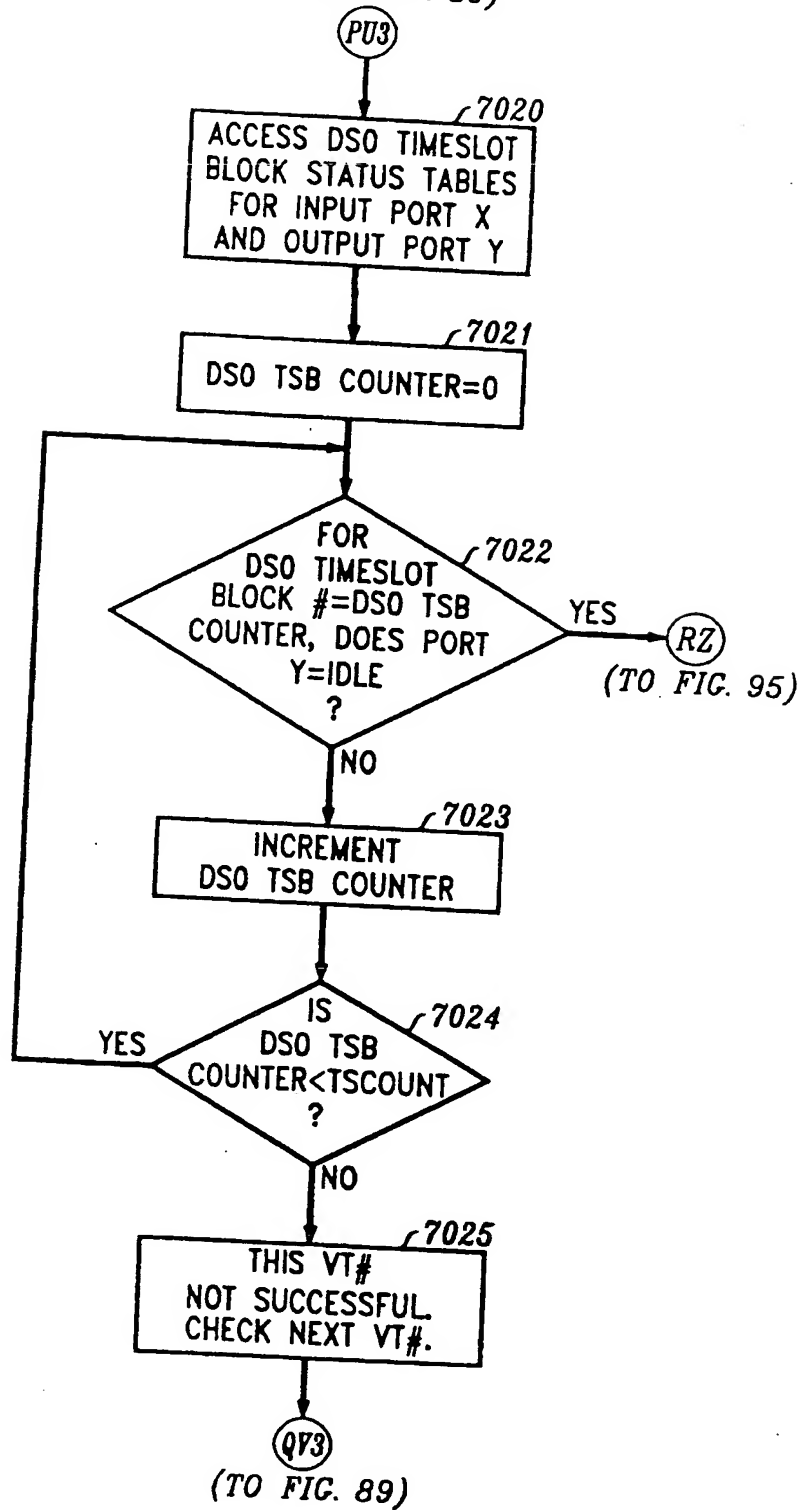 PU3
7020
ACCESS DS0 TIMESLOT
BLOCK STATUS TABLES
FOR INPUT PORT X
AND OUTPUT PORT Y
7021
DS0 TSB COUNTER=0
7022
FOR
DS0 TIMESLOT
BLOCK #=DS0 TSB
COUNTER, DOES PORT
Y=IDLE
?
YES
RZ
(TO FIG. 95)
NO
7023
INCREMENT
DS0 TSB COUNTER
7024
IS
DS0 TSB
COUNTER<TSCOUNT
?
YES
NO
7025
THIS VT#
NOT SUCCESSFUL.
CHECK NEXT VT#.
QV3
(TO FIG. 89)